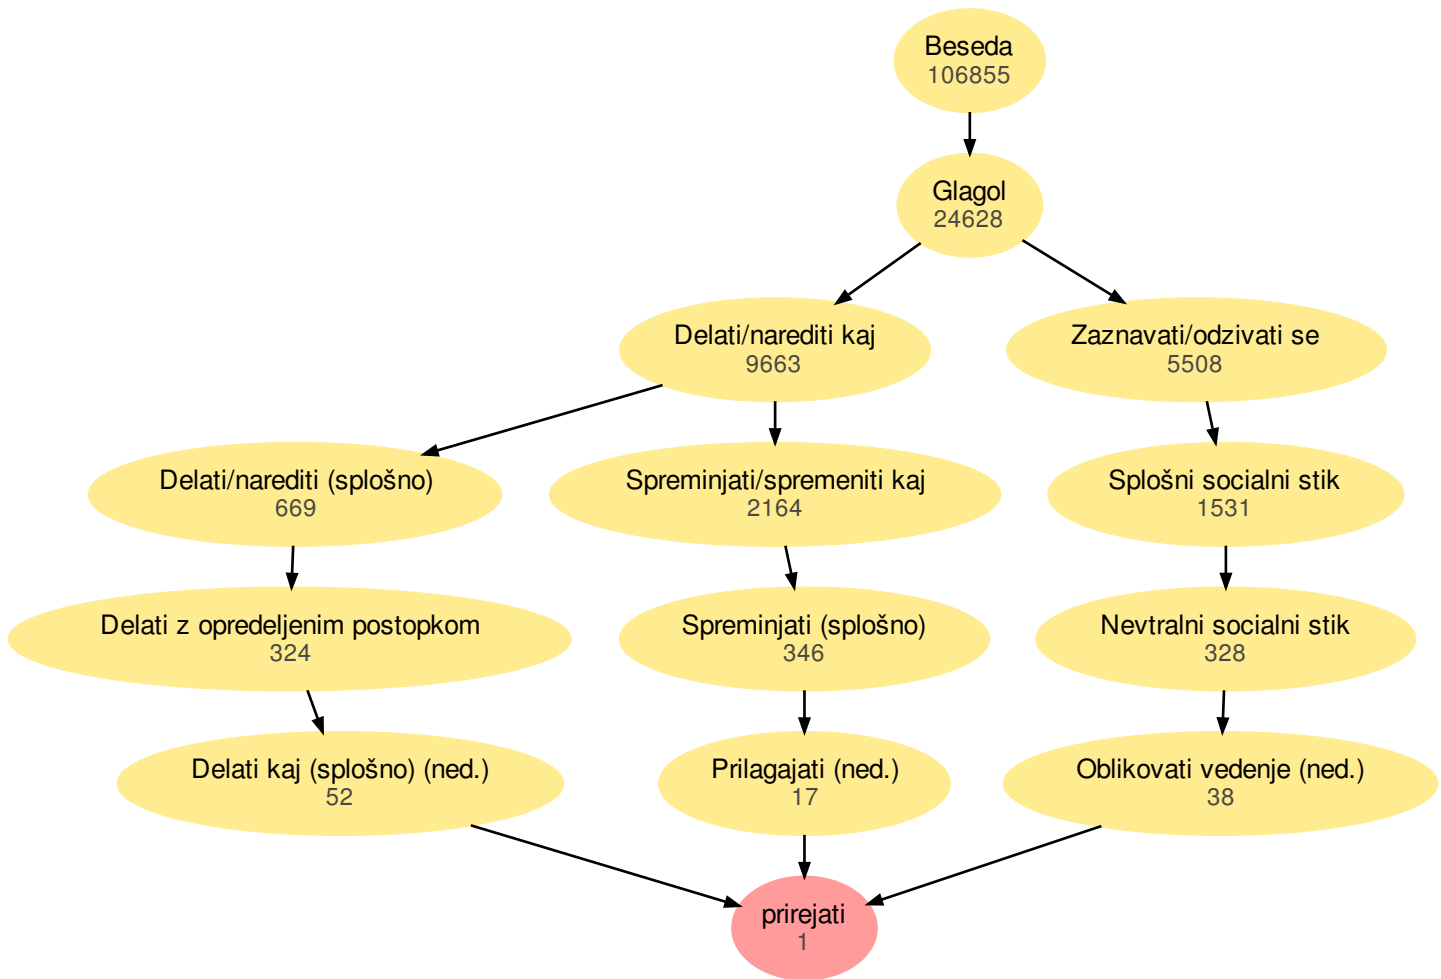 Beseda
106855
Glagol
24628
Delati/narediti kaj
9663
Zaznavati/odzivati se
5508
Delati/narediti (splošno)
669
Spreminjati/spremeniti kaj
2164
Splošni socialni stik
1531
Delati z opredeljenim postopkom
324
Spreminjati (splošno)
346
Nevtralni socialni stik
328
Delati kaj (splošno) (ned.)
52
Prilagajati (ned.)
17
Oblikovati vedenje (ned.)
38
prirejati
1